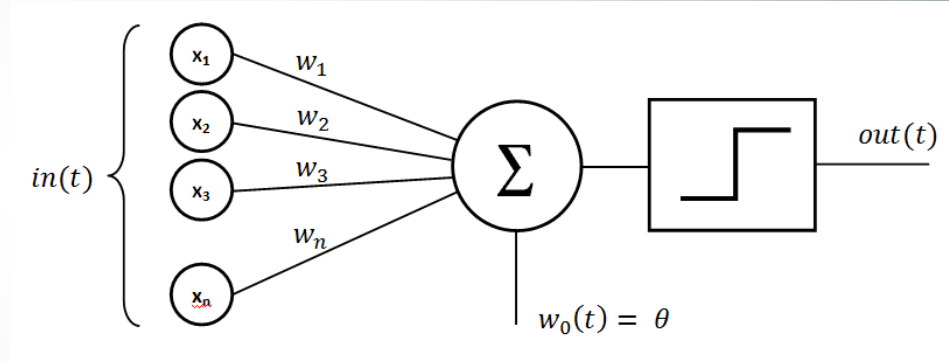 x₁
w₁
x₂
w₂
x₃
w₃
in(t)
wₙ
xₙ
Σ
out(t)
w₀(t) = θ